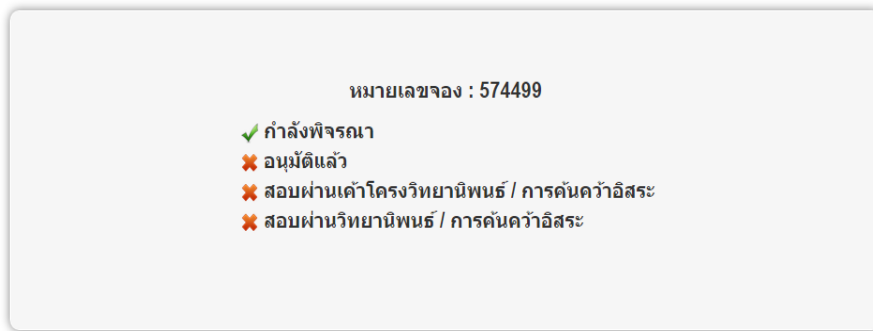 หมายเลขจอง : 574499
กำลังพิจรณา
อนุมัติแล้ว
สอบผ่านเค้าโครงวิทยานิพนธ์ / การค้นคว้าอิสระ
สอบผ่านวิทยานิพนธ์ / การค้นคว้าอิสระ